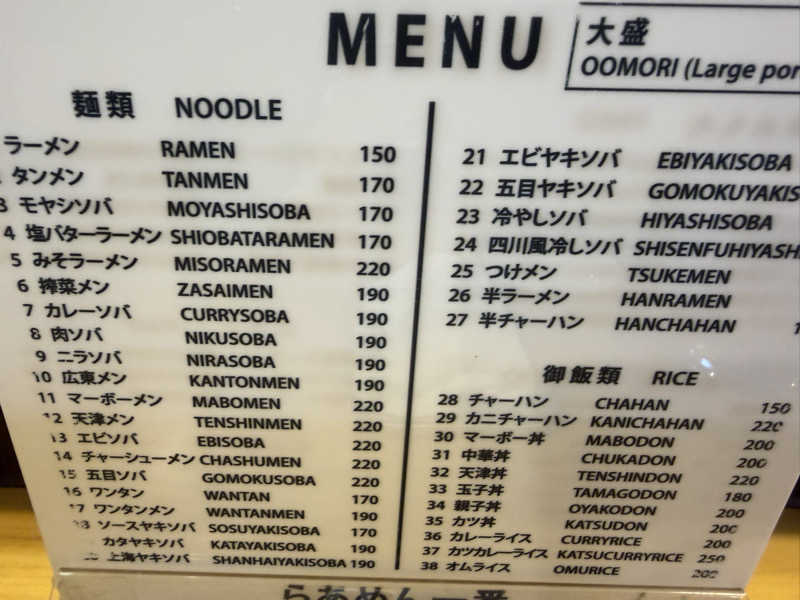 MENU
大盛
OOMORI (Large
麺類 NOODLE
ラーメン RAMEN 150
タンメン TANMEN 170
3 モヤシソバ MOYASHISOBA 170
4 塩バターラーメン SHIOBATARAMEN 170
5 みそラーメン MISORAMEN 220
6 搾菜メン ZASAIMEN 190
7 カレーソバ CURRYSOBA 190
8 肉ソバ NIKUSOBA 190
9 ニラソバ NIRASOBA 190
10 広東メン KANTONMEN 190
11 マーボーメン MABOMEN 220
12 天津メン TENSHINMEN 220
13 エビソバ EBISOBA 220
14 チャーシューメン CHASHUMEN 220
15 五目ソバ GOMOKUSOBA 220
16 ワンタン WANTAN 170
17 ワンタンメン WANTANMEN 190
18 ソースヤキソバ SOSUYAKISOBA 170
カタヤキソバ KATAYAKISOBA 190
上海ヤキソバ SHANHAIYAKISOBA 190
21 エビヤキソバ EBIYAKISOBA
22 五目ヤキソバ GOMOKUYAKIS
23 冷やしソバ HIYASHISOBA
24 四川風冷しソバ SHISENFUHIYASH
25 つけメン TSUKEMEN
26 半ラーメン HANRAMEN
27 半チャーハン HANCHAHAN
御飯類 RICE
28 チャーハン CHAHAN 150
29 カニチャーハン KANICHAHAN 220
30 マーボー丼 MABODON 200
31 中華丼 CHUKADON 200
32 天津丼 TENSHINDON 220
33 玉子丼 TAMAGODON 180
34 親子丼 OYAKODON 200
35 カツ丼 KATSUDON 200
36 カレーライス CURRYRICE 200
37 カツカレーライス KATSUCURRYRICE 250
38 オムライス OMURICE 200
らあめん一番